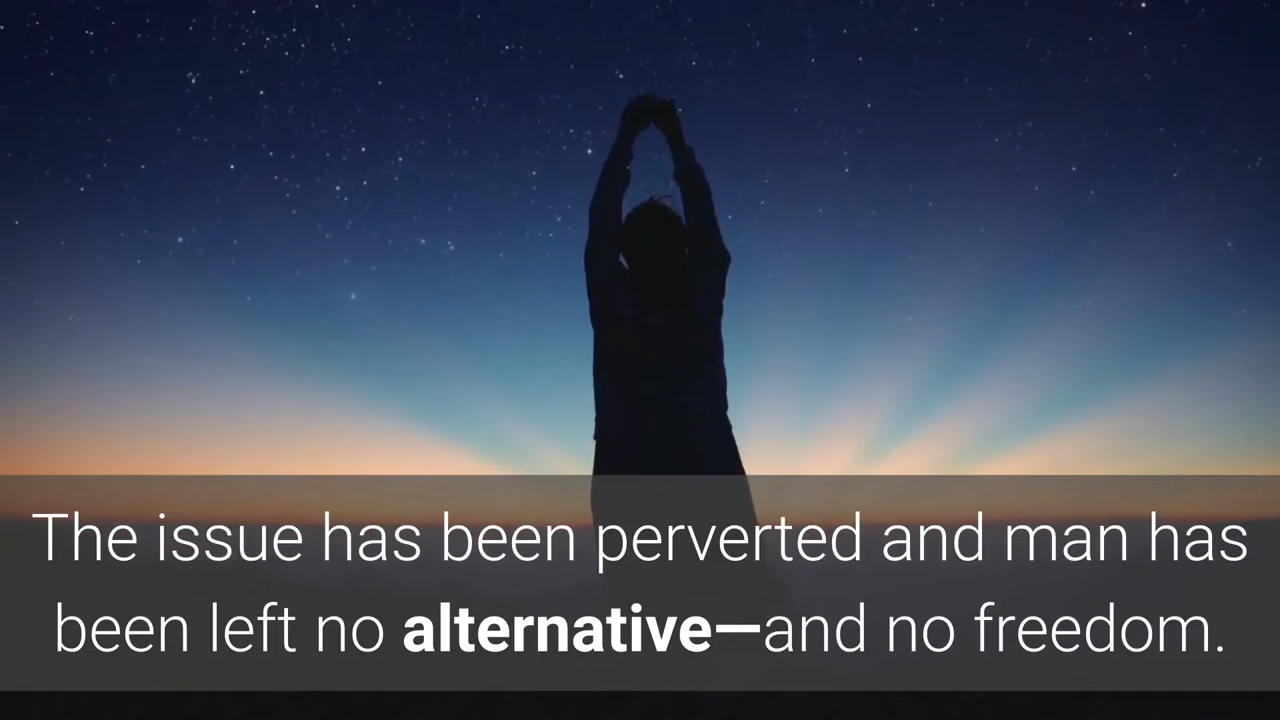 The issue has been perverted and man has
been left no alternative—and no freedom.